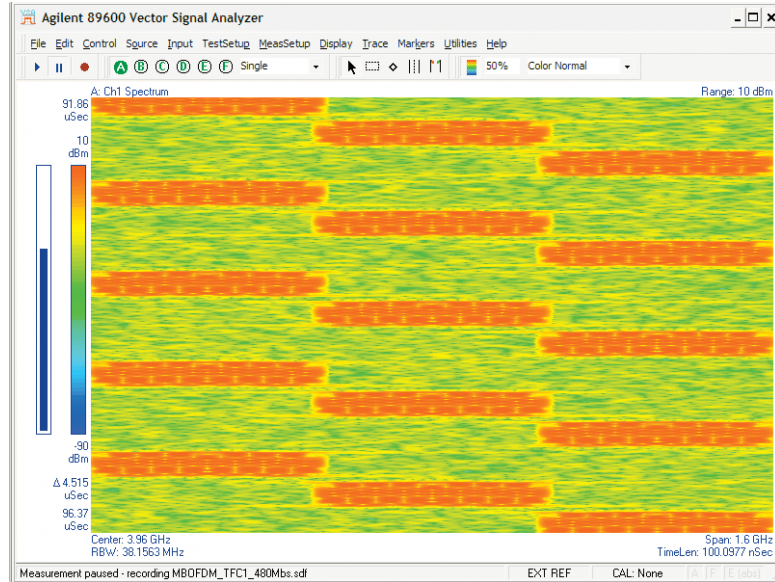 Agilent 89600 Vector Signal Analyzer
File Edit Control Source Input TestSetup MeasSetup Display Trace Markers Utilities Help
A B C D E F Single 50% Color Normal
A: Ch1 Spectrum Range: 10 dBm
91.86
uSec
10
dBm
-90
dBm
Δ 4.515
uSec
96.37
uSec
Center: 3.96 GHz Span: 1.6 GHz
RBW: 38.1563 MHz TimeLen: 100.0977 nSec
Measurement paused - recording MBOFDM_TFC1_480Mbs.sdf EXT REF CAL: None A F E (abs)